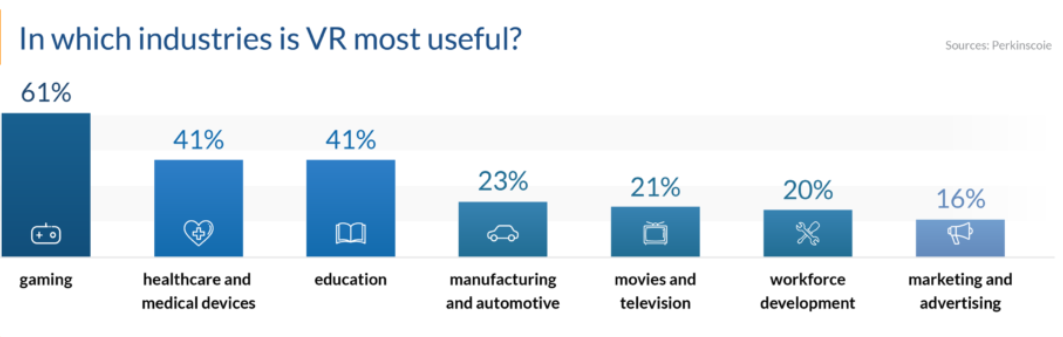 In which industries is VR most useful?
Sources: Perkinscoie
61%
41%
41%
23%
21%
20%
16%
gaming
healthcare and
medical devices
education
manufacturing
and automotive
movies and
television
workforce
development
marketing and
advertising